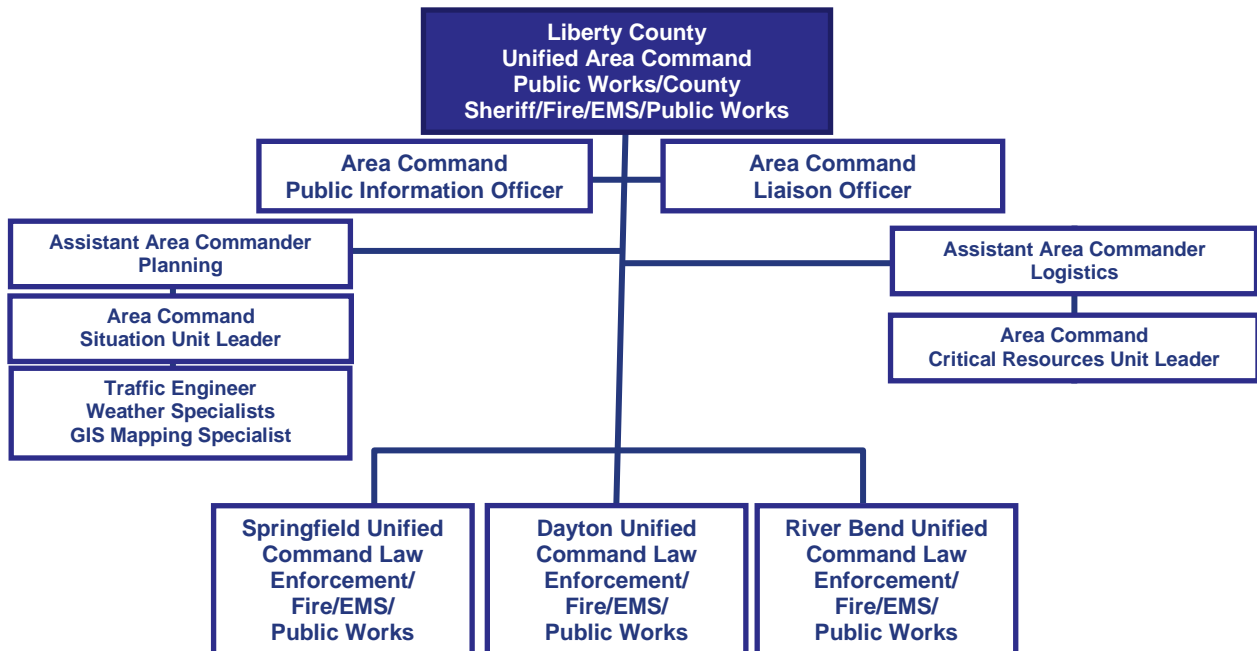 Liberty County
Unified Area Command
Public Works/County
Sheriff/Fire/EMS/Public Works
Area Command
Public Information Officer
Area Command
Liaison Officer
Assistant Area Commander
Planning
Assistant Area Commander
Logistics
Area Command
Situation Unit Leader
Area Command
Critical Resources Unit Leader
Traffic Engineer
Weather Specialists
GIS Mapping Specialist
Springfield Unified
Command Law
Enforcement/
Fire/EMS/
Public Works
Dayton Unified
Command Law
Enforcement/
Fire/EMS/
Public Works
River Bend Unified
Command Law
Enforcement/
Fire/EMS/
Public Works